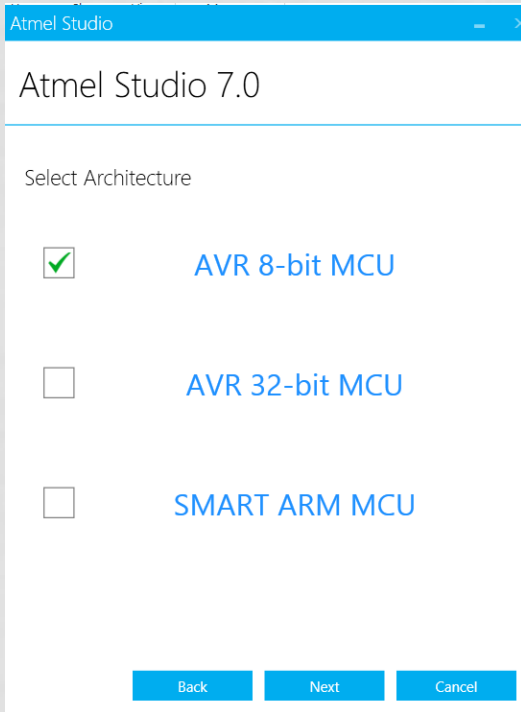 Atmel Studio
Atmel Studio 7.0
Select Architecture
AVR 8-bit MCU
AVR 32-bit MCU
SMART ARM MCU
Back Next Cancel